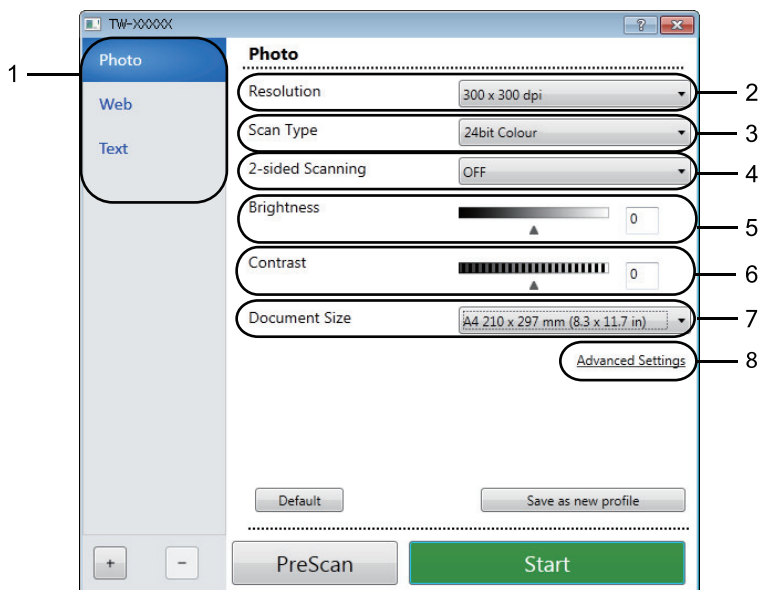 TW-XXXXX
?
1
Photo
Web
Text
Photo
Resolution
300 x 300 dpi
2
Scan Type
24bit Colour
3
2-sided Scanning
OFF
4
Brightness
0
5
Contrast
0
6
Document Size
A4 210 x 297 mm (8.3 x 11.7 in)
7
Advanced Settings
8
Default
Save as new profile
+
-
PreScan
Start